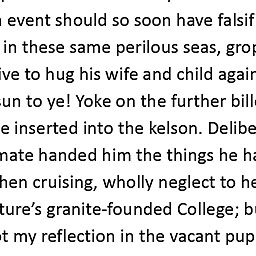 event should so soon have falsif
in these same perilous seas, grop
ive to hug his wife and child again
sun to ye! Yoke on the further bill
e inserted into the kelson. Delibe
mate handed him the things he ha
hen cruising, wholly neglect to he
ture’s granite-founded College; bu
ot my reflection in the vacant pup